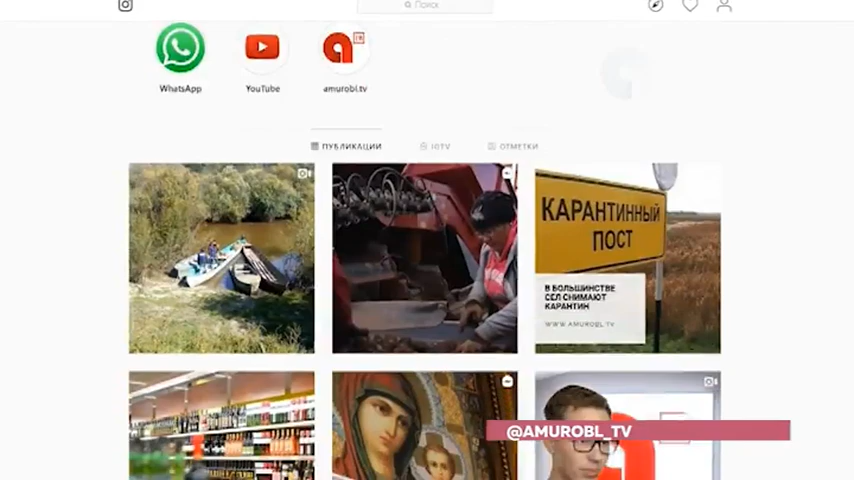 Поиск
WhatsApp
YouTube
amurobl.tv
ПУБЛИКАЦИИ
IGTV
ОТМЕТКИ
КАРАНТИННЫЙ
ПОСТ
В БОЛЬШИНСТВЕ
СЕЛ СНИМАЮТ
КАРАНТИН
WWW.AMUROBL.TV
@AMUROBL_TV